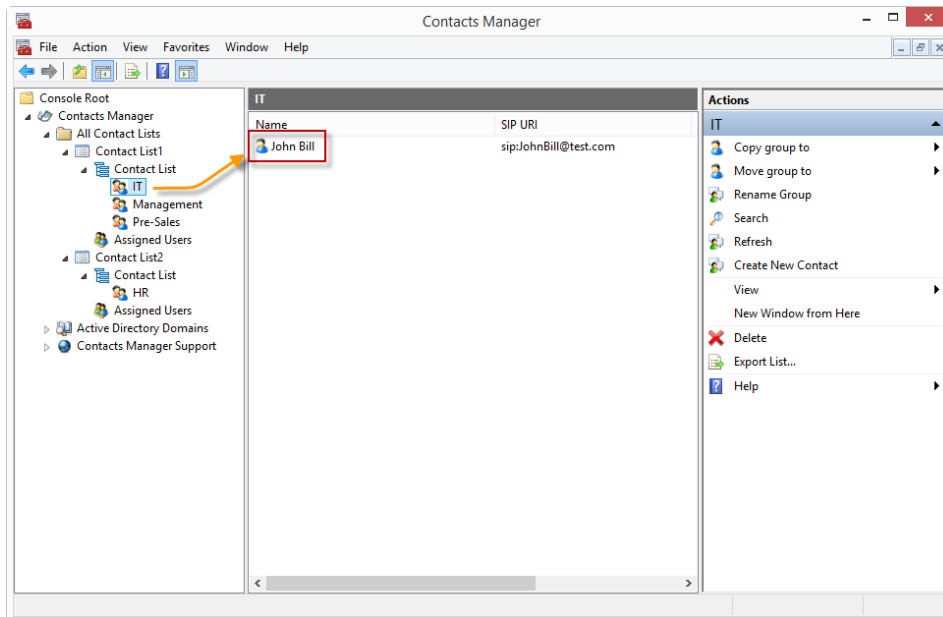 Contacts Manager
File Action View Favorites Window Help
Console Root
Contacts Manager
All Contact Lists
Contact List1
Contact List
IT
Management
Pre-Sales
Assigned Users
Contact List2
Contact List
HR
Assigned Users
Active Directory Domains
Contacts Manager Support
IT
Name SIP URI
John Bill sip:JohnBill@test.com
Actions
IT
Copy group to
Move group to
Rename Group
Search
Refresh
Create New Contact
View
New Window from Here
Delete
Export List...
Help